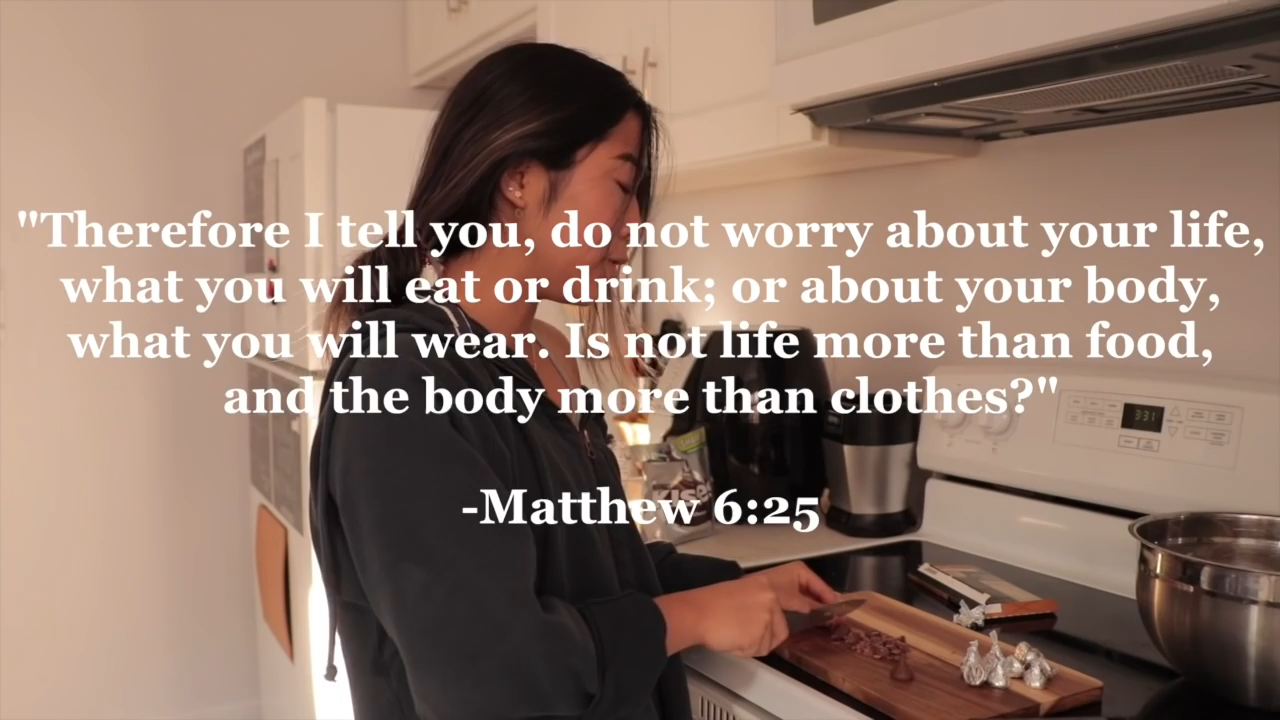 "Therefore I tell you, do not worry about your life,
what you will eat or drink; or about your body,
what you will wear. Is not life more than food,
and the body more than clothes?"
-Matthew 6:25
3:31